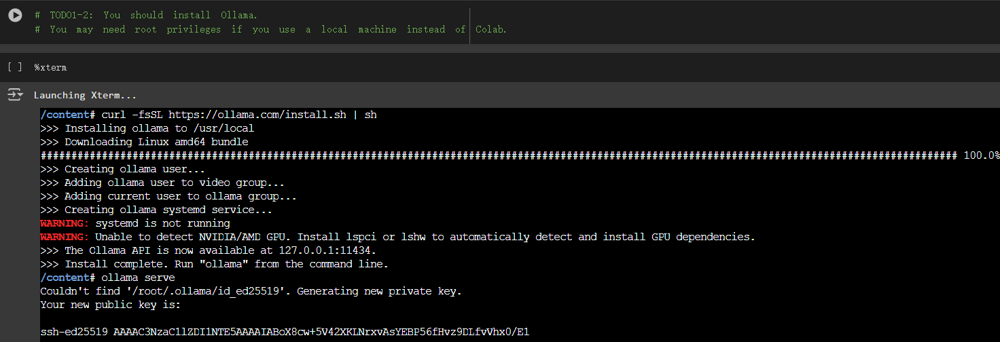 # TODO1-2: You should install Ollama.
# You may need root privileges if you use a local machine instead of Colab.
[ ] %xterm
Launching Xterm...
/content# curl -fsSL https://ollama.com/install.sh | sh
>>> Installing ollama to /usr/local
>>> Downloading Linux amd64 bundle
######################################################################################################################################################## 100.0%
>>> Creating ollama user...
>>> Adding ollama user to video group...
>>> Adding current user to ollama group...
>>> Creating ollama systemd service...
WARNING: systemd is not running
WARNING: Unable to detect NVIDIA/AMD GPU. Install lspci or lshw to automatically detect and install GPU dependencies.
>>> The Ollama API is now available at 127.0.0.1:11434.
>>> Install complete. Run "ollama" from the command line.
/content# ollama serve
Couldn't find '/root/.ollama/id_ed25519'. Generating new private key.
Your new public key is:
ssh-ed25519 AAAAC3NzaC1lZDI1NTE5AAAAIABoX8cw+5V42XKLNrxvAsYEBP56fHvz9DLfvVhx0/E1